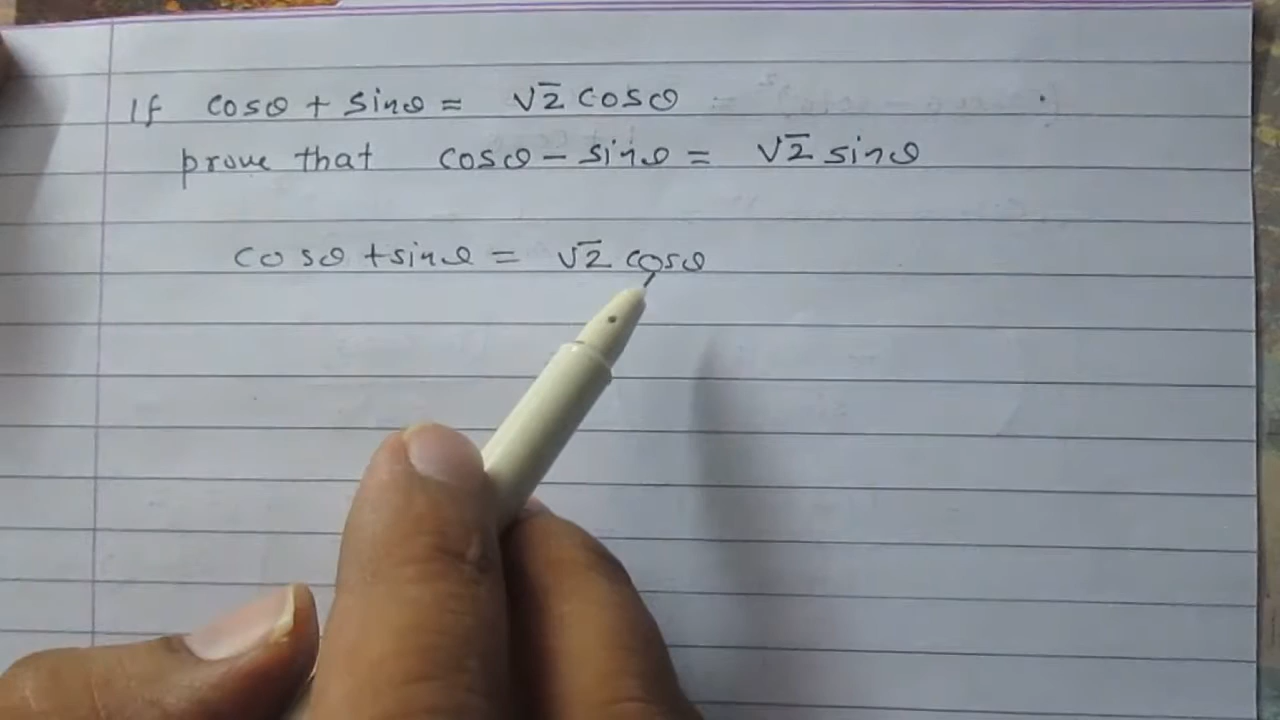 If cosθ + sinθ = √2 cosθ
prove that cosθ - sinθ = √2 sinθ
cosθ + sinθ = √2 cosθ